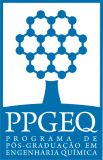 PPGEQ
PROGRAMA DE
PÓS-GRADUAÇÃO EM
ENGENHARIA QUÍMICA